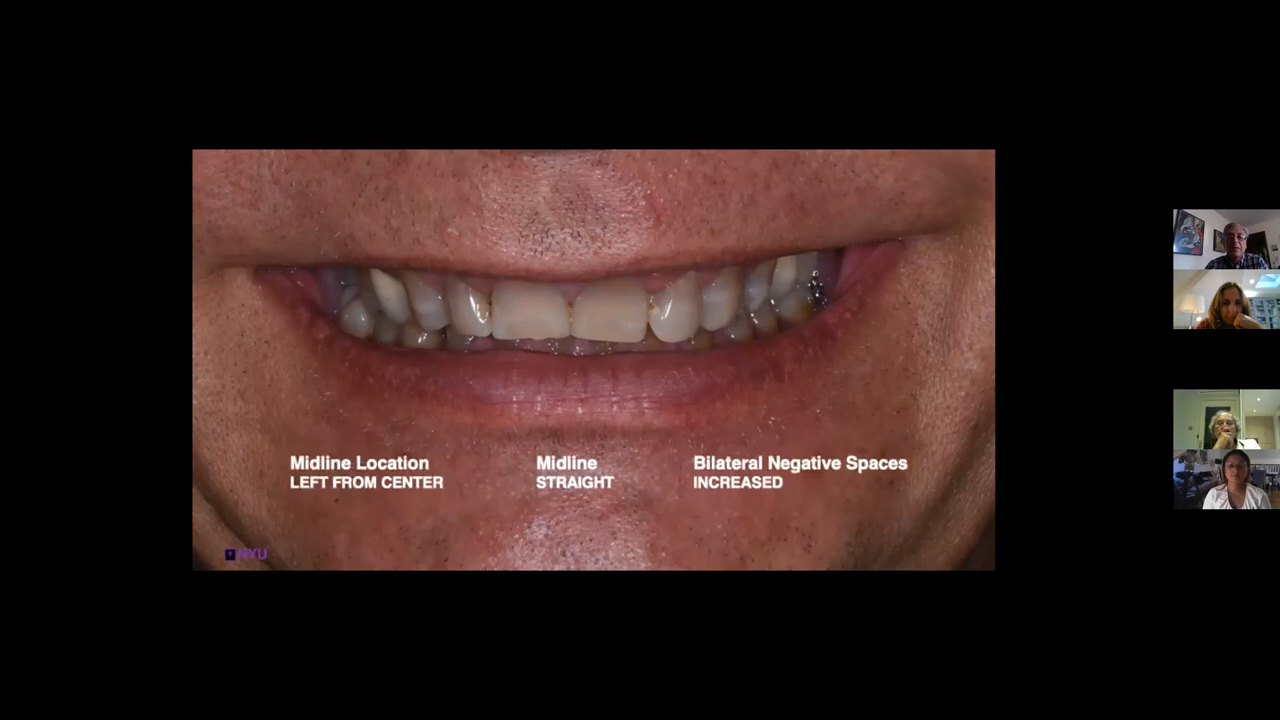 Midline Location
LEFT FROM CENTER
Midline
STRAIGHT
Bilateral Negative Spaces
INCREASED
NYU